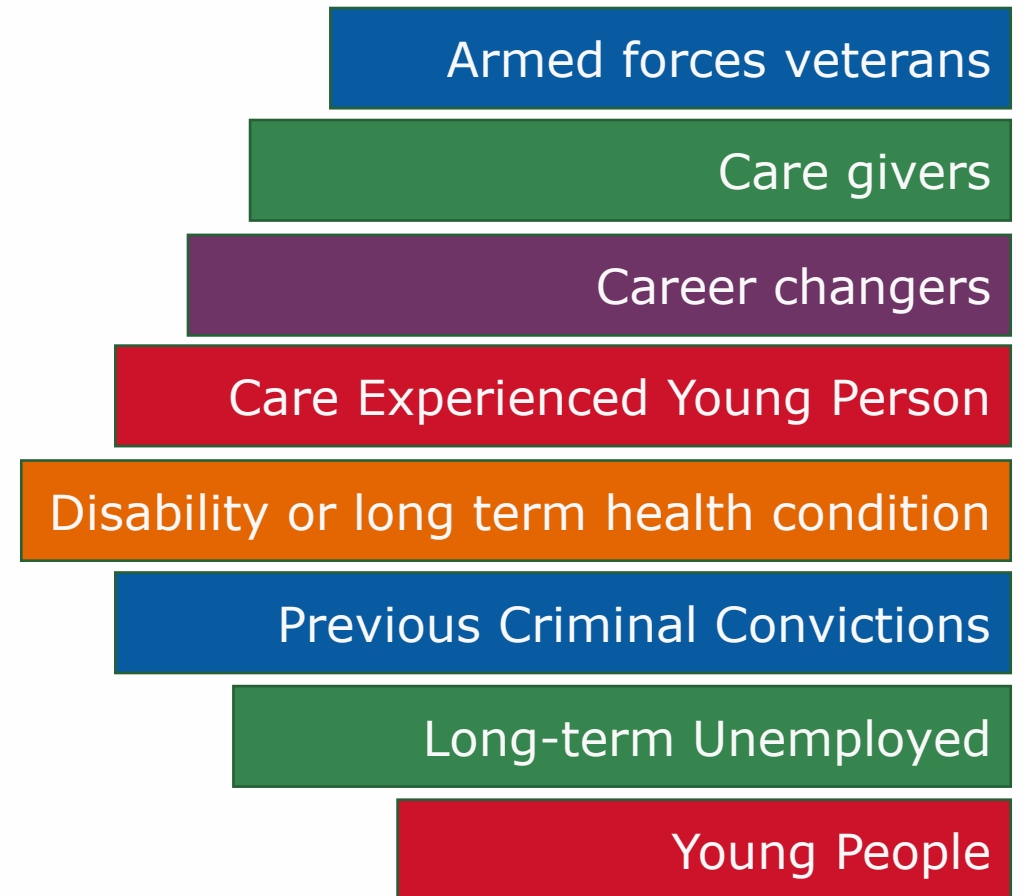 Armed forces veterans
Care givers
Career changers
Care Experienced Young Person
Disability or long term health condition
Previous Criminal Convictions
Long-term Unemployed
Young People